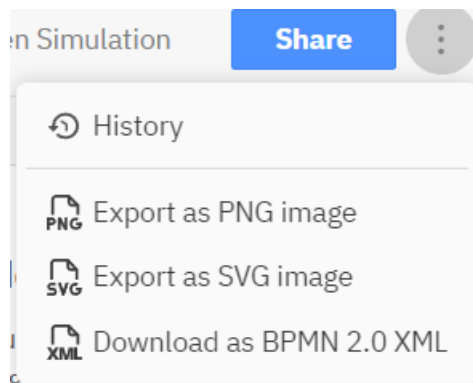 n Simulation
Share
History
PNG
Export as PNG image
SVG
Export as SVG image
XML
Download as BPMN 2.0 XML